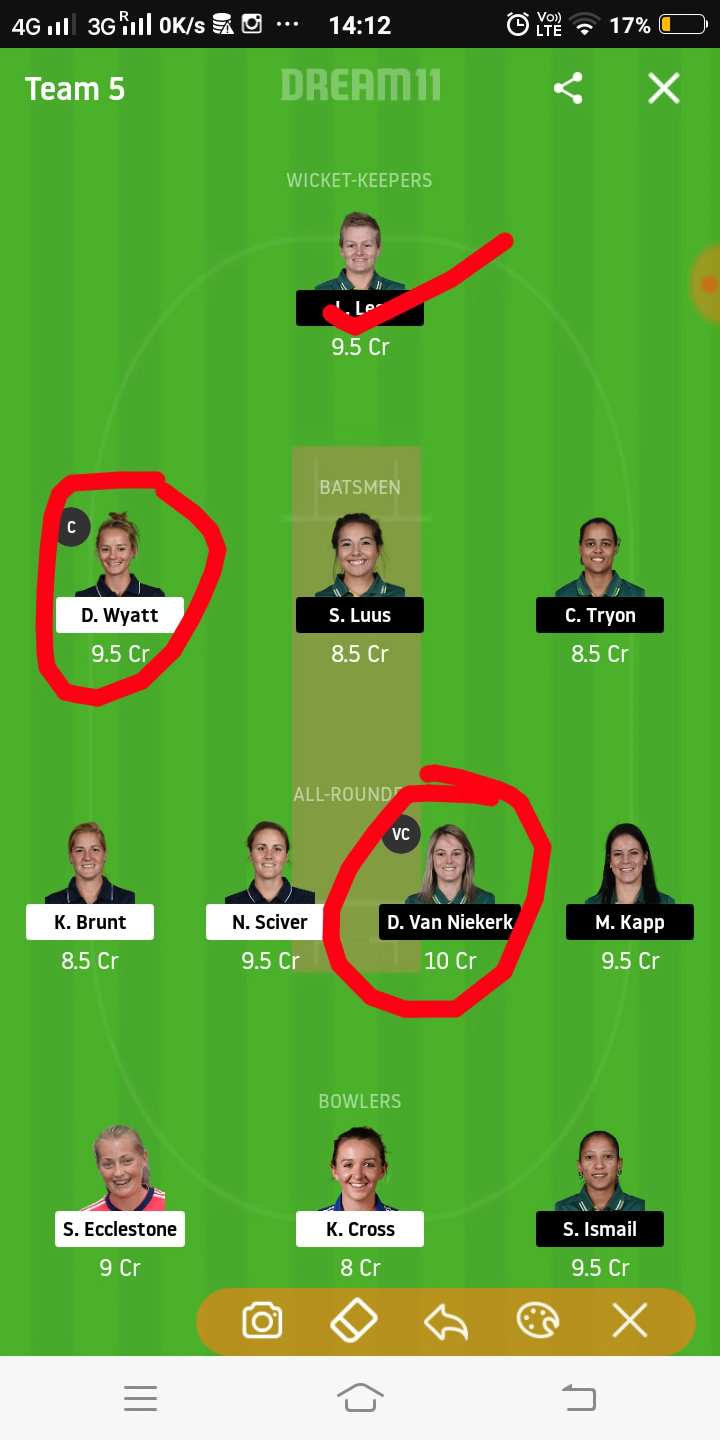 4G 3G R 0K/s ... 14:12 Vo)) LTE 17%
Team 5 DREAM11
WICKET-KEEPERS
9.5 Cr
BATSMEN
C
D. Wyatt S. Luus C. Tryon
9.5 Cr 8.5 Cr 8.5 Cr
VC
K. Brunt N. Sciver D. Van Niekerk M. Kapp
8.5 Cr 9.5 Cr 10 Cr 9.5 Cr
BOWLERS
S. Ecclestone K. Cross S. Ismail
9 Cr 8 Cr 9.5 Cr